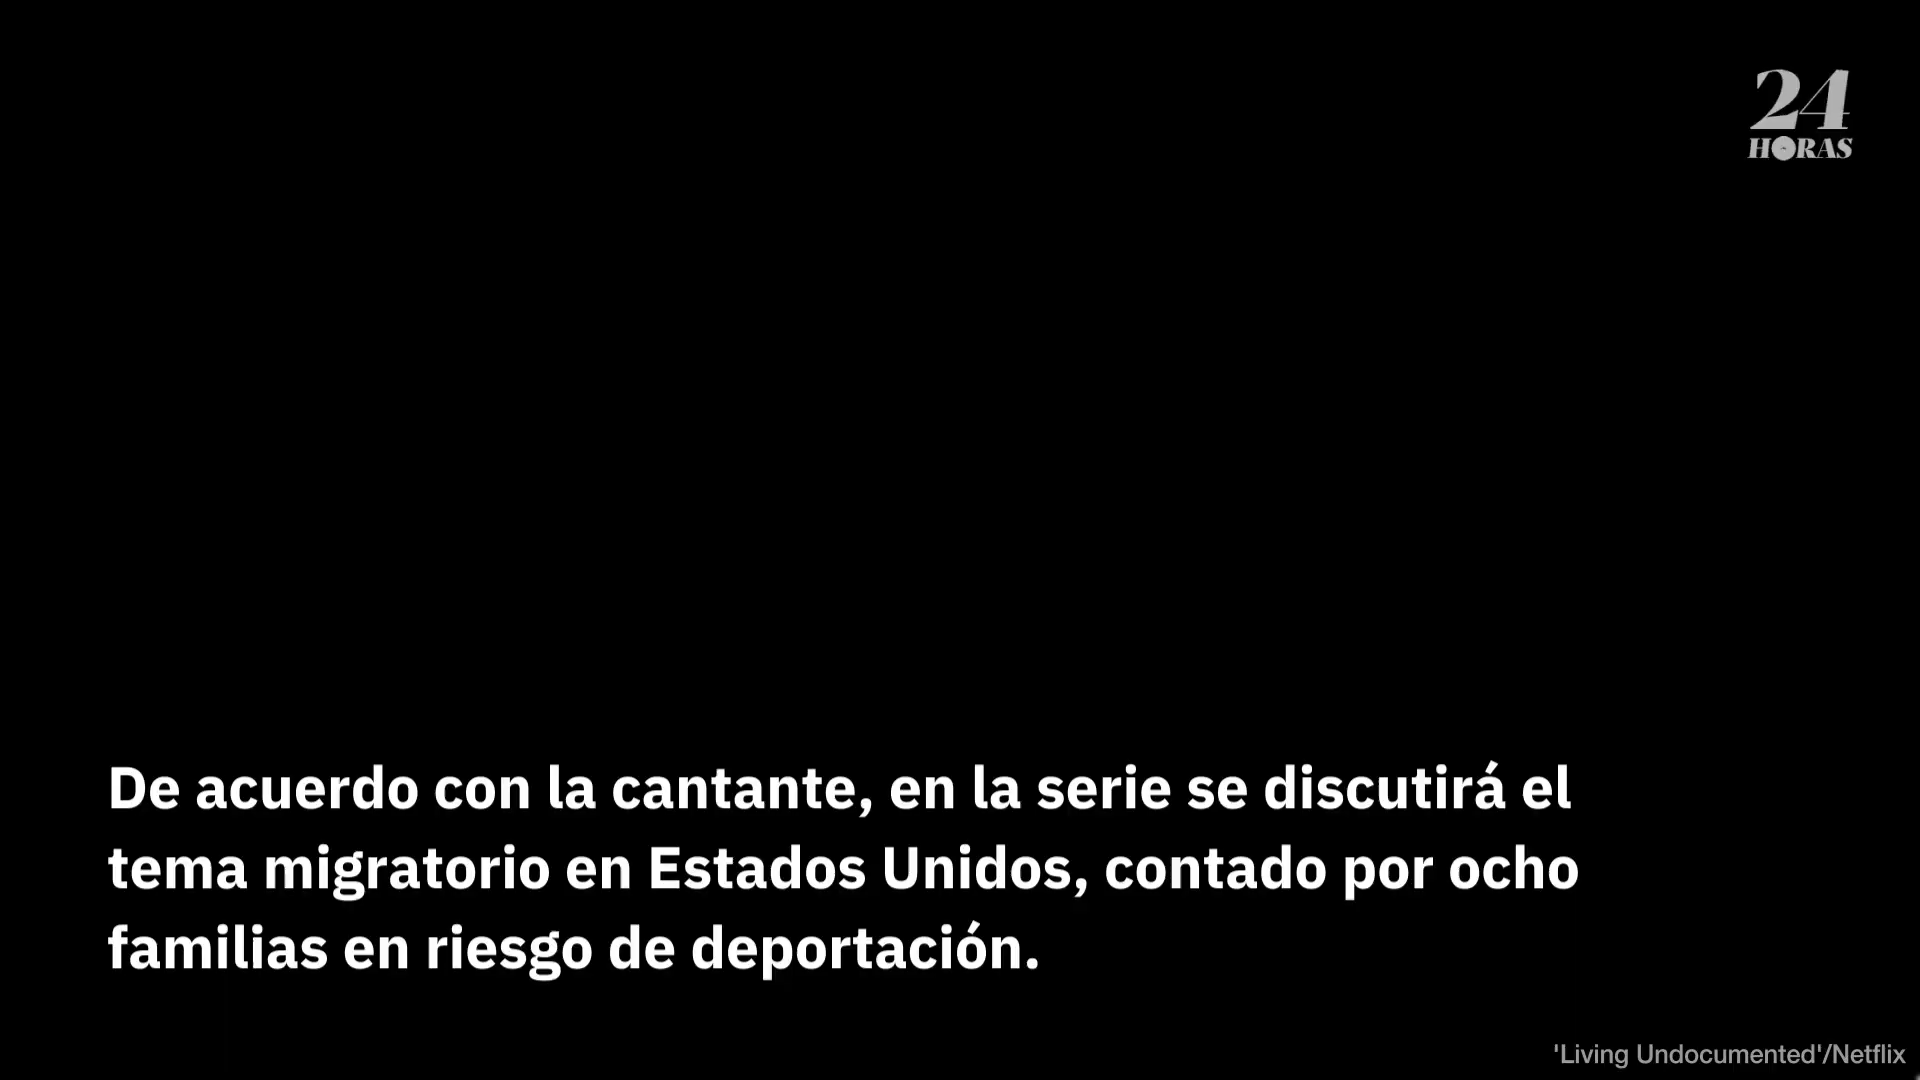 24
HORAS
De acuerdo con la cantante, en la serie se discutirá el
tema migratorio en Estados Unidos, contado por ocho
familias en riesgo de deportación.
'Living Undocumented'/Netflix